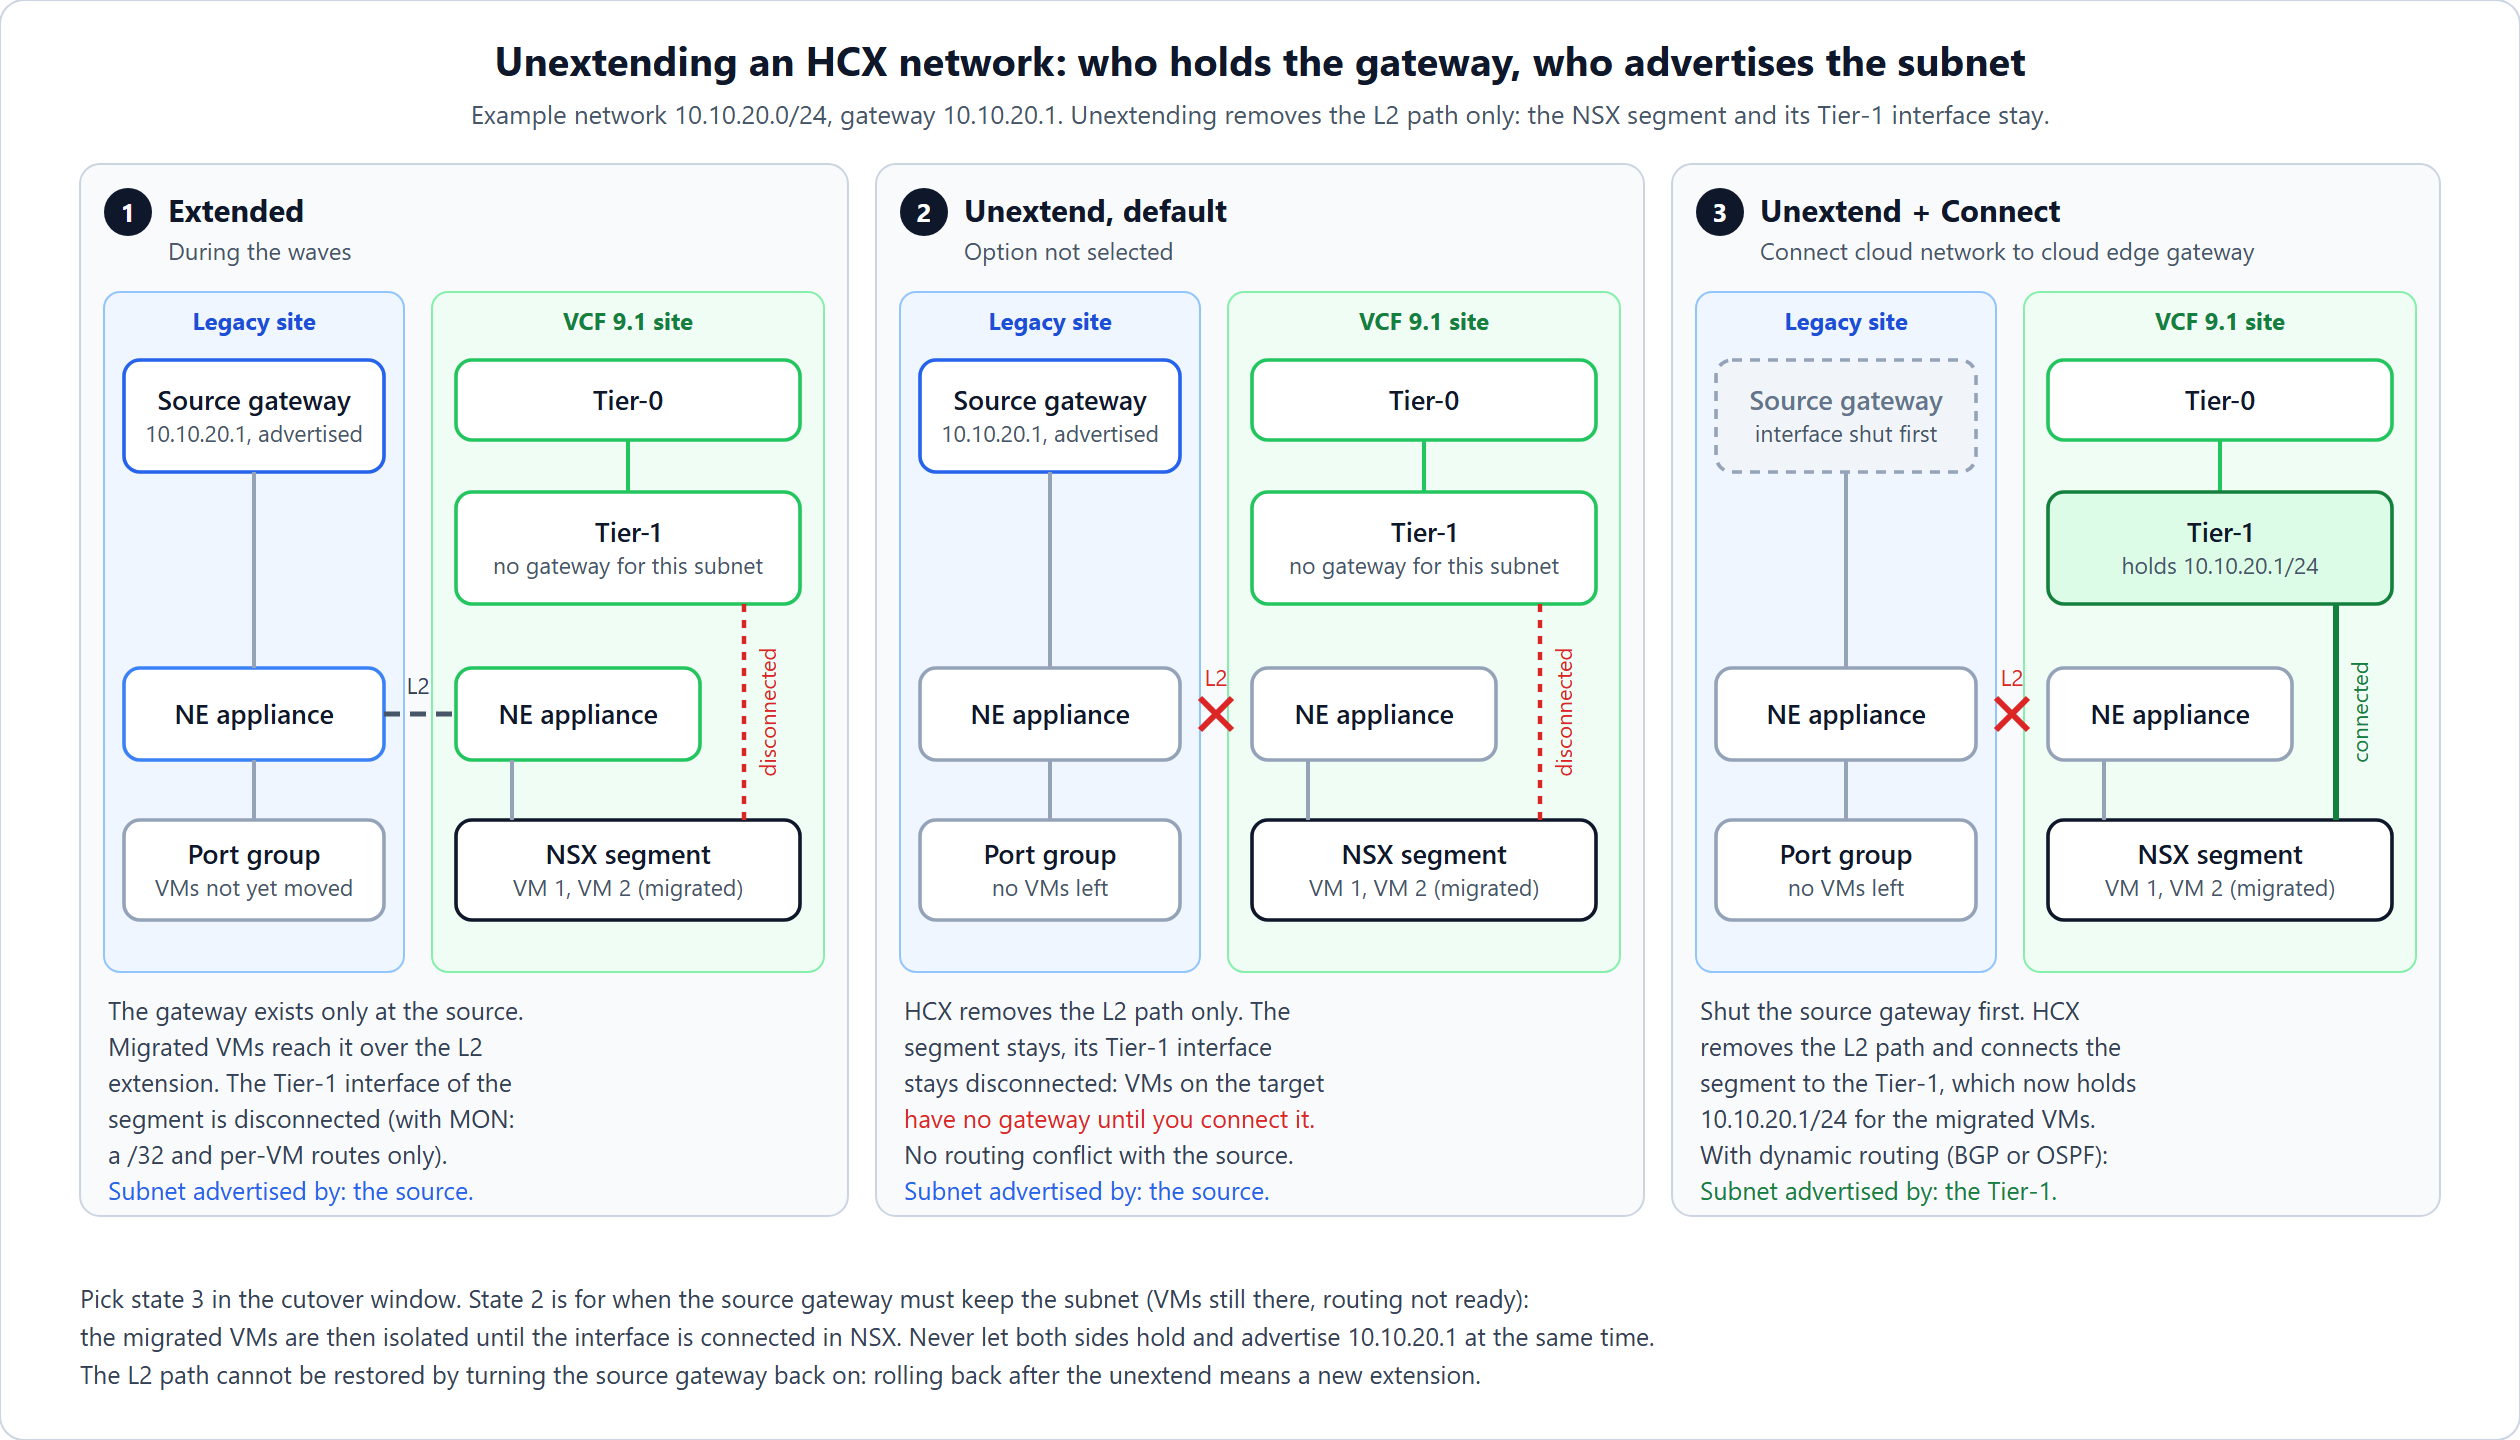 Unextending an HCX network: who holds the gateway, who advertises the subnet
Example network 10.10.20.0/24, gateway 10.10.20.1. Unextending removes the L2 path only: the NSX segment and its Tier-1 interface stay.
1
Extended
During the waves
Legacy site
VCF 9.1 site
Source gateway
10.10.20.1, advertised
Tier-0
Tier-1
no gateway for this subnet
NE appliance
L2
NE appliance
disconnected
Port group
VMs not yet moved
NSX segment
VM 1, VM 2 (migrated)
The gateway exists only at the source.
Migrated VMs reach it over the L2
extension. The Tier-1 interface of the
segment is disconnected (with MON:
a /32 and per-VM routes only).
Subnet advertised by: the source.
2
Unextend, default
Option not selected
Legacy site
VCF 9.1 site
Source gateway
10.10.20.1, advertised
Tier-0
Tier-1
no gateway for this subnet
NE appliance
L2
NE appliance
disconnected
Port group
no VMs left
NSX segment
VM 1, VM 2 (migrated)
HCX removes the L2 path only. The
segment stays, its Tier-1 interface
stays disconnected: VMs on the target
have no gateway until you connect it.
No routing conflict with the source.
Subnet advertised by: the source.
3
Unextend + Connect
Connect cloud network to cloud edge gateway
Legacy site
VCF 9.1 site
Source gateway
interface shut first
Tier-0
Tier-1
holds 10.10.20.1/24
NE appliance
L2
NE appliance
connected
Port group
no VMs left
NSX segment
VM 1, VM 2 (migrated)
Shut the source gateway first. HCX
removes the L2 path and connects the
segment to the Tier-1, which now holds
10.10.20.1/24 for the migrated VMs.
With dynamic routing (BGP or OSPF):
Subnet advertised by: the Tier-1.
Pick state 3 in the cutover window. State 2 is for when the source gateway must keep the subnet (VMs still there, routing not ready):
the migrated VMs are then isolated until the interface is connected in NSX. Never let both sides hold and advertise 10.10.20.1 at the same time.
The L2 path cannot be restored by turning the source gateway back on: rolling back after the unextend means a new extension.